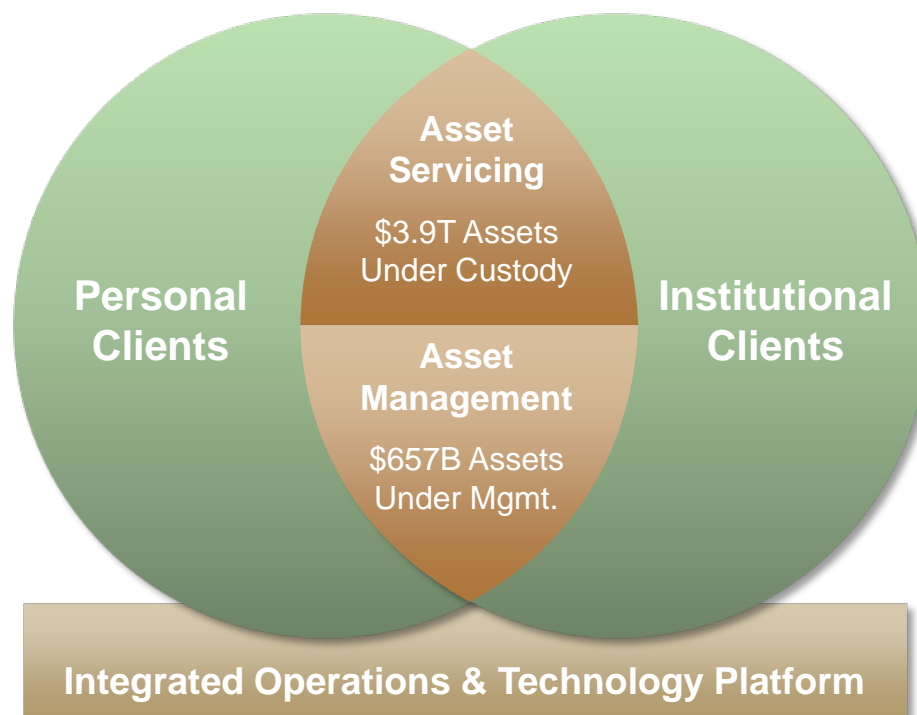 Asset
Servicing
$3.9T Assets
Under Custody
Personal
Clients
Institutional
Clients
Asset
Management
$657B Assets
Under Mgmt.
Integrated Operations & Technology Platform